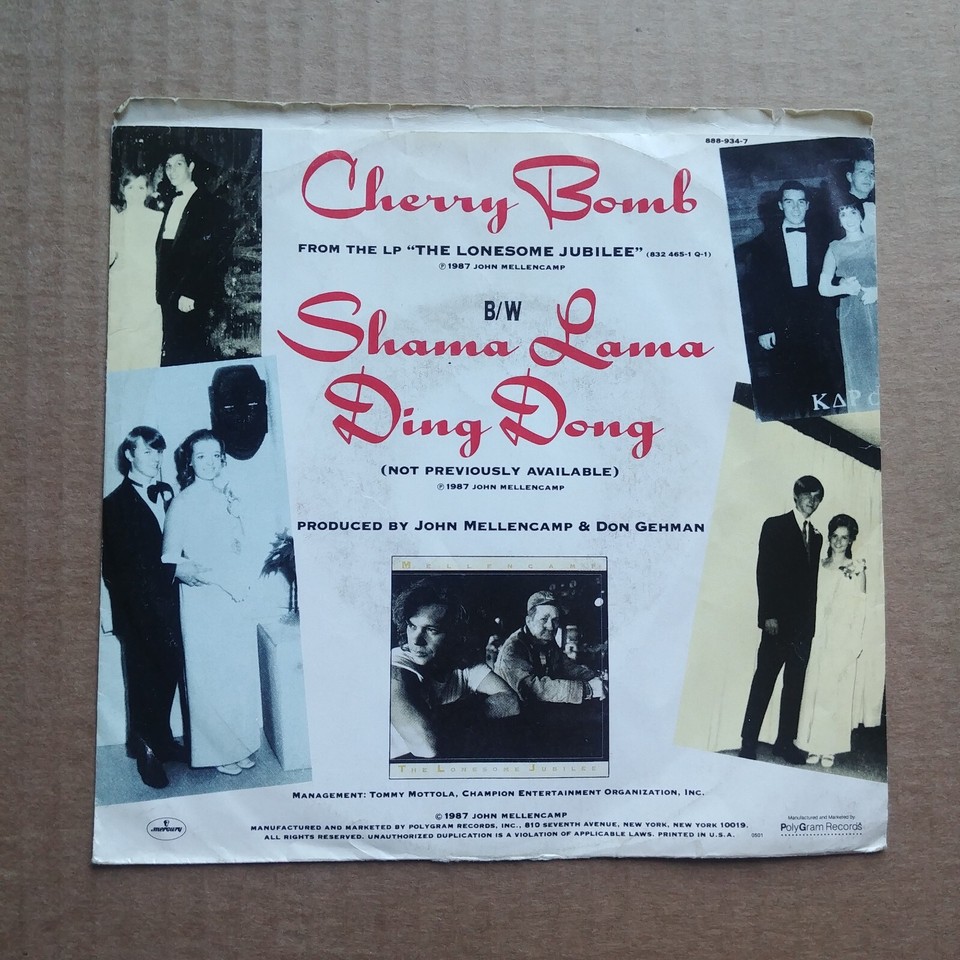 888-934-7
Cherry Bomb
FROM THE LP "THE LONESOME JUBILEE" (832 465-1 Q-1)
℗ 1987 JOHN MELLENCAMP
B/W
Shama Lama
Ding Dong
(NOT PREVIOUSLY AVAILABLE)
℗ 1987 JOHN MELLENCAMP
PRODUCED BY JOHN MELLENCAMP & DON GEHMAN
ΚΔΡ
MELLENCAMP
THE LONESOME JUBILEE
MANAGEMENT: TOMMY MOTTOLA, CHAMPION ENTERTAINMENT ORGANIZATION, INC.
© 1987 JOHN MELLENCAMP
MANUFACTURED AND MARKETED BY POLYGRAM RECORDS, INC., 810 SEVENTH AVENUE, NEW YORK, NEW YORK 10019.
ALL RIGHTS RESERVED. UNAUTHORIZED DUPLICATION IS A VIOLATION OF APPLICABLE LAWS. PRINTED IN U.S.A. 0501
mercury
Manufactured and Marketed by
PolyGram Records